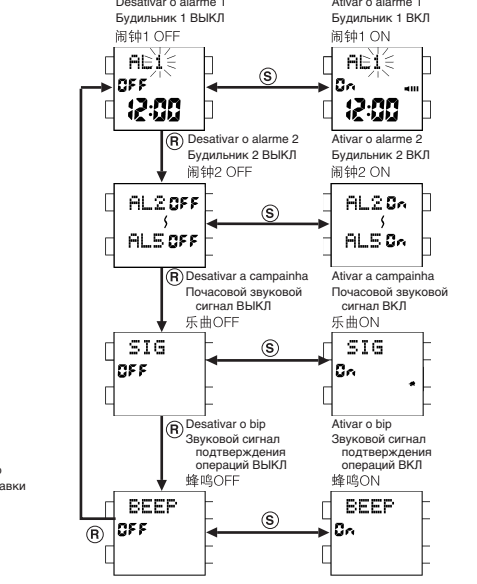 Desativar o alarme 1
Будильник 1 ВЫКЛ
闹钟1 OFF
Ativar o alarme 1
Будильник 1 ВКЛ
闹钟1 ON
AL1
OFF
12:00
S
AL1
On
12:00
R
Desativar o alarme 2
Будильник 2 ВЫКЛ
闹钟2 OFF
Ativar o alarme 2
Будильник 2 ВКЛ
闹钟2 ON
AL2 OFF
AL5 OFF
S
AL2 On
AL5 On
R
Desativar a campainha
Почасовой звуковой
сигнал ВЫКЛ
乐曲OFF
Ativar a campainha
Почасовой звуковой
сигнал ВКЛ
乐曲ON
SIG
OFF
S
SIG
On
R
Desativar o bip
Звуковой сигнал
подтверждения
операций ВЫКЛ
蜂鸣OFF
Ativar o bip
Звуковой сигнал
подтверждения
операций ВКЛ
蜂鸣ON
авки
BEEP
OFF
S
BEEP
On
R